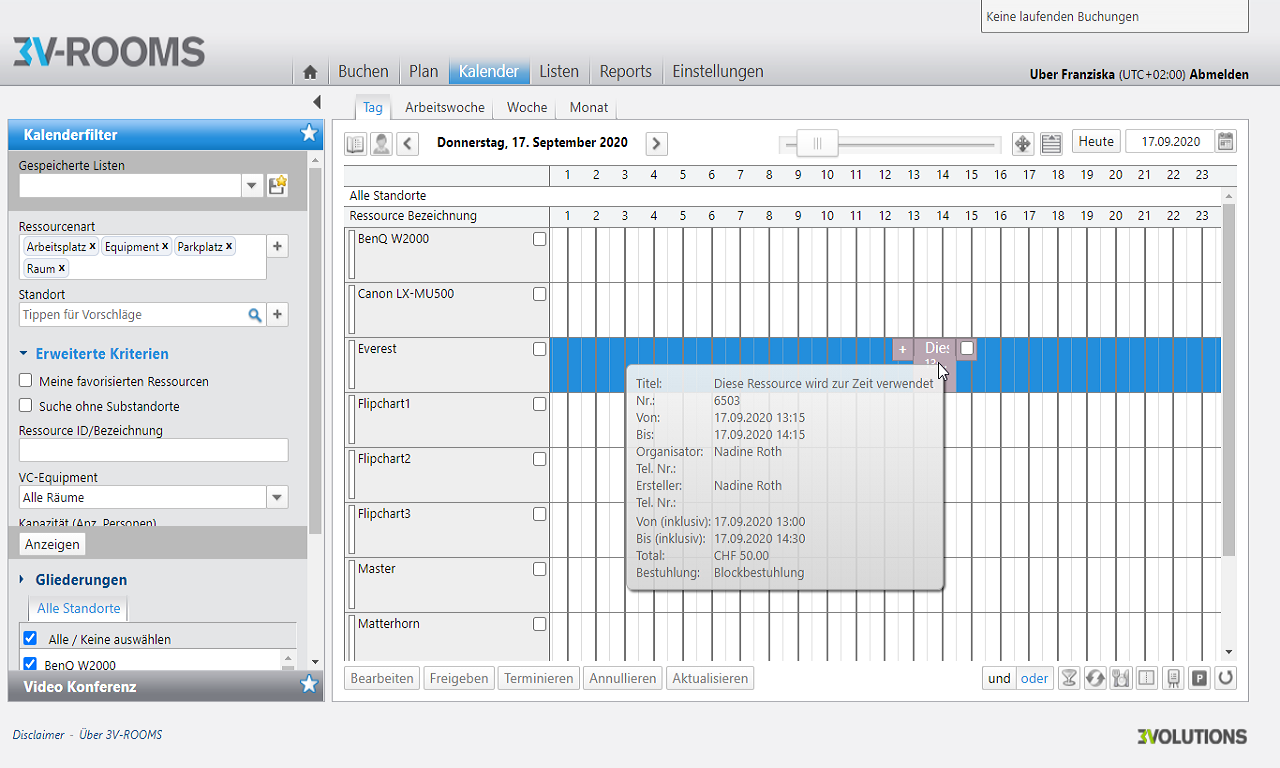 Keine laufenden Buchungen
3V-ROOMS
Buchen Plan Kalender Listen Reports Einstellungen
Uber Franziska (UTC+02:00) Abmelden
Tag Arbeitswoche Woche Monat
Kalenderfilter
Gespeicherte Listen
Ressourcenart
Arbeitsplatz x Equipment x Parkplatz x
Raum x
+
Standort
Tippen für Vorschläge
+
Erweiterte Kriterien
Meine favorisierten Ressourcen
Suche ohne Substandorte
Ressource ID/Bezeichnung
VC-Equipment
Alle Räume
Kapazität (Anz. Personen)
Anzeigen
Gliederungen
Alle Standorte
Alle / Keine auswählen
BenQ W2000
Video Konferenz
Donnerstag, 17. September 2020
Heute 17.09.2020
1 2 3 4 5 6 7 8 9 10 11 12 13 14 15 16 17 18 19 20 21 22 23
Alle Standorte
Ressource Bezeichnung 1 2 3 4 5 6 7 8 9 10 11 12 13 14 15 16 17 18 19 20 21 22 23
BenQ W2000
Canon LX-MU500
Everest
+ Dies
Flipchart1
Flipchart2
Flipchart3
Master
Matterhorn
Titel: Diese Ressource wird zur Zeit verwendet
Nr.: 6503
Von: 17.09.2020 13:15
Bis: 17.09.2020 14:15
Organisator: Nadine Roth
Tel. Nr.:
Ersteller: Nadine Roth
Tel. Nr.:
Von (inklusiv): 17.09.2020 13:00
Bis (inklusiv): 17.09.2020 14:30
Total: CHF 50.00
Bestuhlung: Blockbestuhlung
Bearbeiten Freigeben Terminieren Annullieren Aktualisieren
und oder P
Disclaimer - Über 3V-ROOMS
3VOLUTIONS